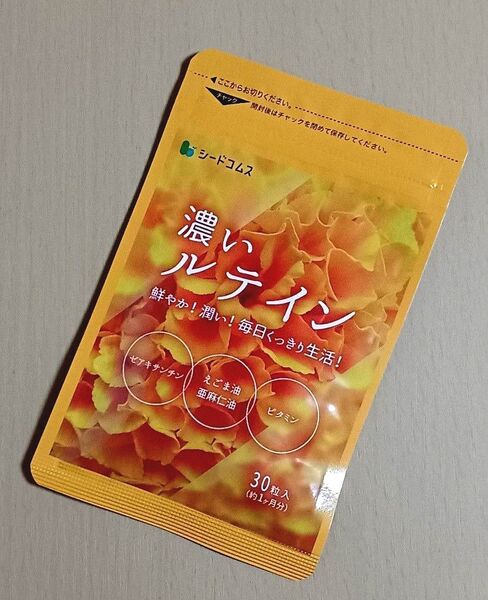 ここからお切りください。
チャック
開封後はチャックを閉めて保存してください。
シードコムス
濃い
ルテイン
鮮やか！潤い！毎日くっきり生活！
ゼアキサンチン
えごま油
亜麻仁油
ビタミン
30粒入
(約1ヶ月分)